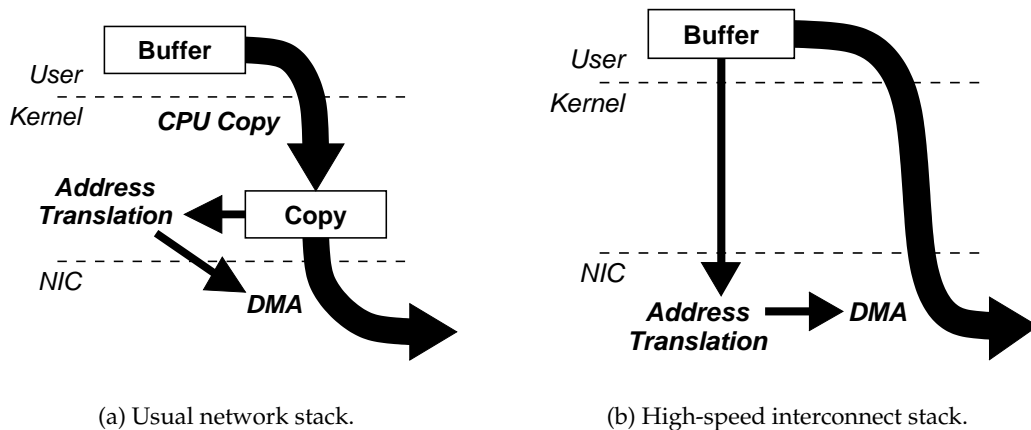 Buffer
User
Kernel
CPU Copy
Address
Translation
Copy
NIC
DMA
(a) Usual network stack.
Buffer
User
Kernel
NIC
Address
Translation
DMA
(b) High-speed interconnect stack.